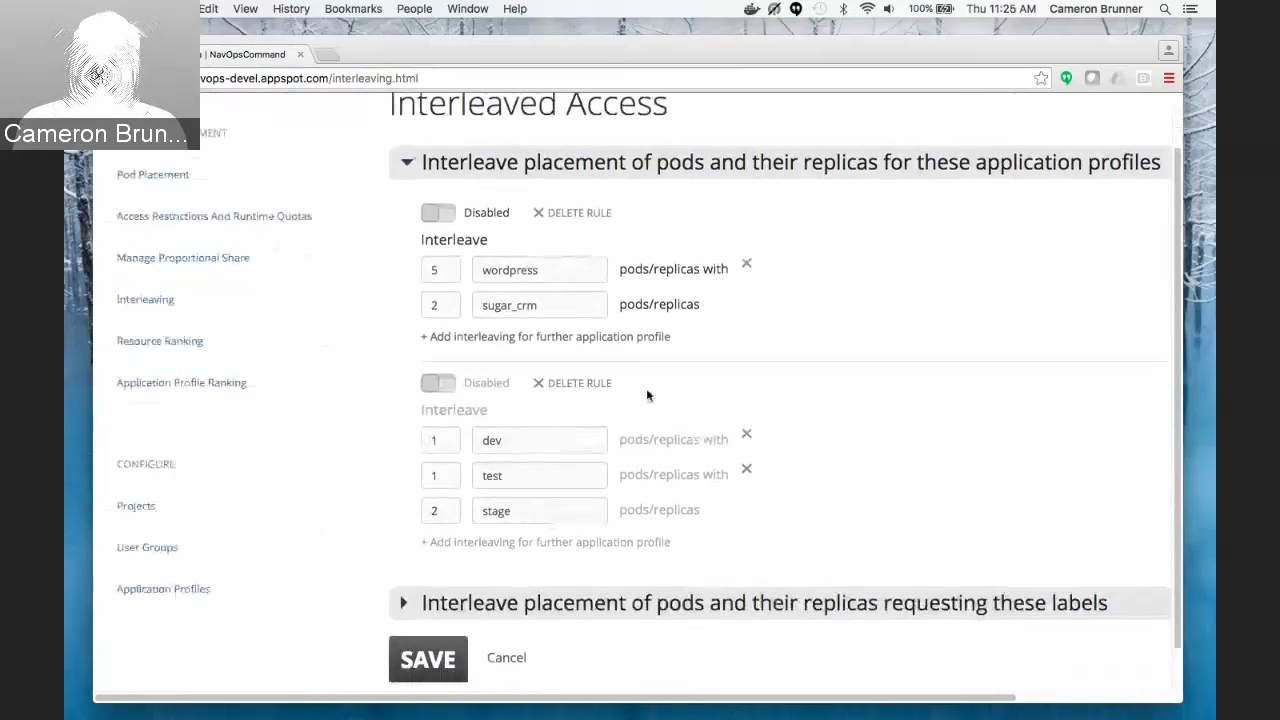 Edit View History Bookmarks People Window Help 100% Thu 11:25 AM Cameron Brunner
| NavOpsCommand
vops-devel.appspot.com/interleaving.html
Cameron Brun...
MENT
Pod Placement
Access Restrictions And Runtime Quotas
Manage Proportional Share
Interleaving
Resource Ranking
Application Profile Ranking
CONFIGURE
Projects
User Groups
Application Profiles
Interleaved Access
Interleave placement of pods and their replicas for these application profiles
Disabled DELETE RULE
Interleave
5 wordpress pods/replicas with
2 sugar_crm pods/replicas
+ Add interleaving for further application profile
Disabled DELETE RULE
Interleave
1 dev pods/replicas with
1 test pods/replicas with
2 stage pods/replicas
+ Add interleaving for further application profile
Interleave placement of pods and their replicas requesting these labels
SAVE Cancel